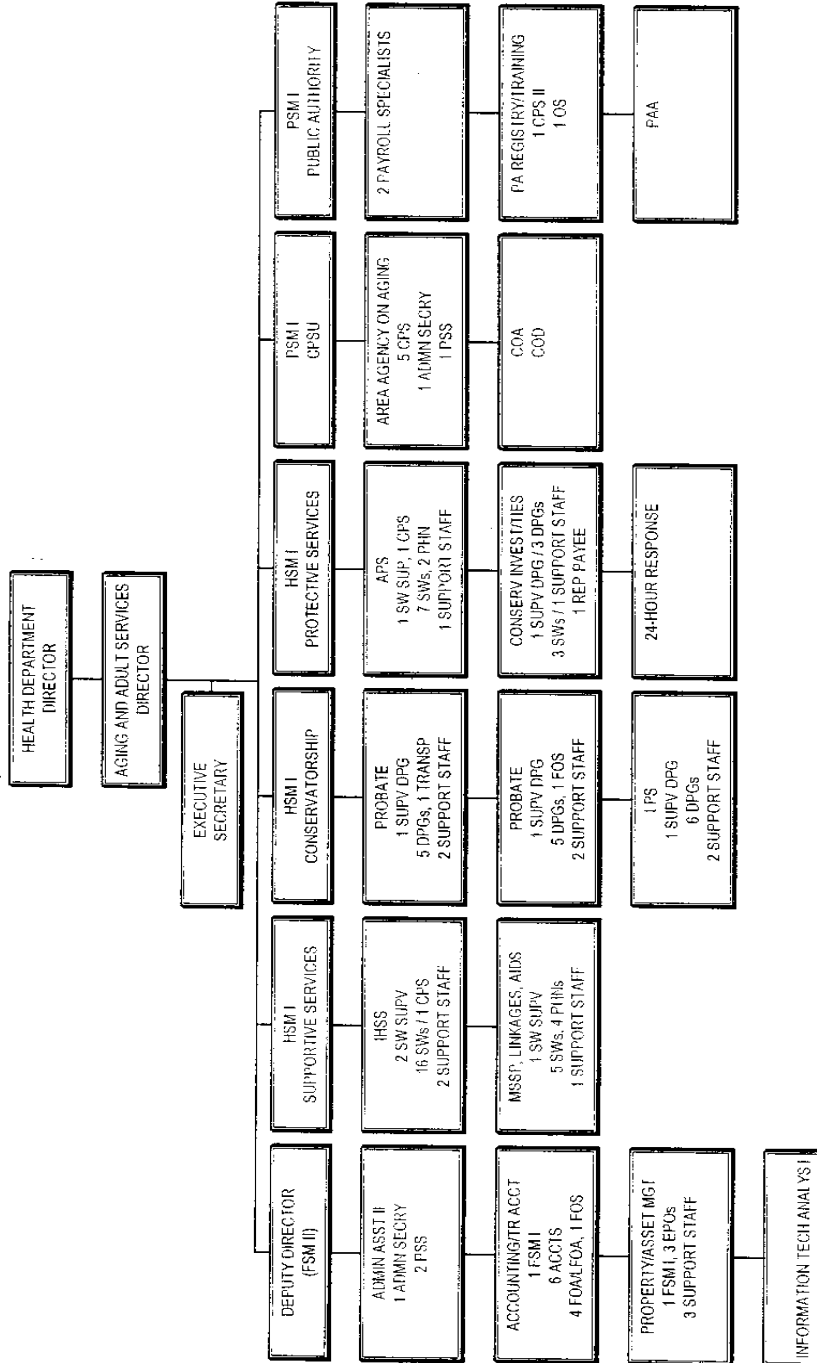 HEALTH DEPARTMENT
DIRECTOR
AGING AND ADULT SERVICES
DIRECTOR
EXECUTIVE
SECRETARY
DEPUTY DIRECTOR
(FSM II)
ADMIN ASST II
1 ADMN SECRY
2 PSS
ACCOUNTING/TR ACCT
1 FSM I
6 ACCTS
4 FOA/LFOA, 1 FOS
PROPERTY/ASSET MGT
1 FSM I, 3 EPOs
3 SUPPORT STAFF
INFORMATION TECH ANALYST
HSM I
SUPPORTIVE SERVICES
IHSS
2 SW SUPV
16 SWs / 1 CPS
2 SUPPORT STAFF
MSSP, LINKAGES, AIDS
1 SW SUPV
5 SWs, 4 PHNs
1 SUPPORT STAFF
HSM I
CONSERVATORSHIP
PROBATE
1 SUPV DPG
5 DPGs, 1 TRANSP
2 SUPPORT STAFF
PROBATE
1 SUPV DPG
5 DPGs, 1 FOS
2 SUPPORT STAFF
LPS
1 SUPV DPG
6 DPGs
2 SUPPORT STAFF
HSM I
PROTECTIVE SERVICES
APS
1 SW SUP, 1 CPS
7 SWs, 2 PHN
1 SUPPORT STAFF
CONSERV INVEST/TIES
1 SUPV DPG / 3 DPGs
3 SWs / 1 SUPPORT STAFF
1 REP PAYEE
24-HOUR RESPONSE
PSM I
CPSU
AREA AGENCY ON AGING
5 CPS
1 ADMN SECRY
1 PSS
COA
COD
PSM I
PUBLIC AUTHORITY
2 PAYROLL SPECIALISTS
PA REGISTRY/TRAINING
1 CPS II
1 OS
PAA